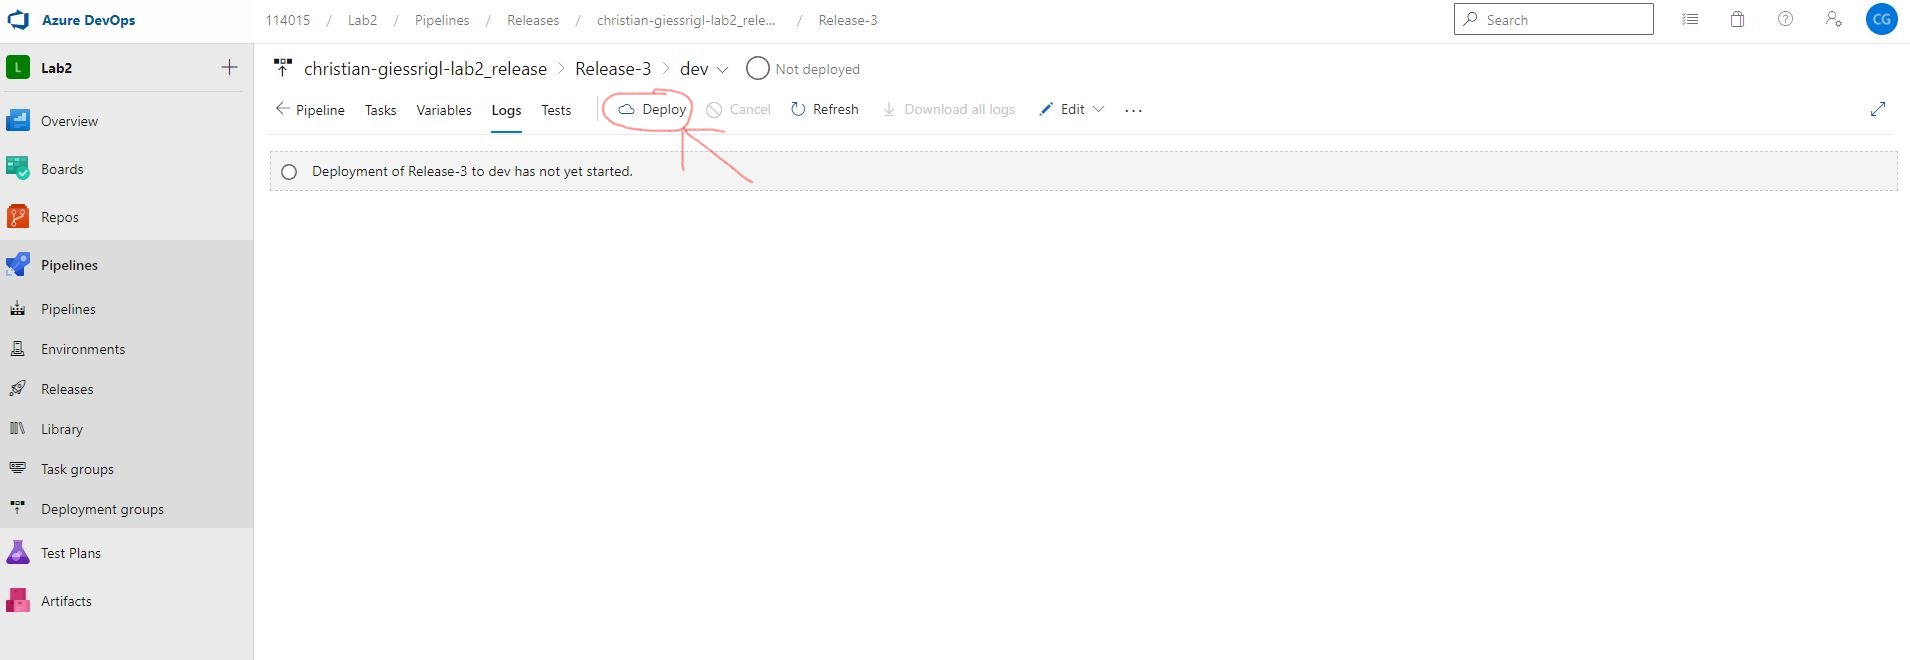 Azure DevOps
114015 / Lab2 / Pipelines / Releases / christian-giessrigl-lab2_rele... / Release-3
Search
CG
L Lab2
christian-giessrigl-lab2_release > Release-3 > dev Not deployed
Pipeline Tasks Variables Logs Tests Deploy Cancel Refresh Download all logs Edit ...
Deployment of Release-3 to dev has not yet started.
Overview
Boards
Repos
Pipelines
Pipelines
Environments
Releases
Library
Task groups
Deployment groups
Test Plans
Artifacts